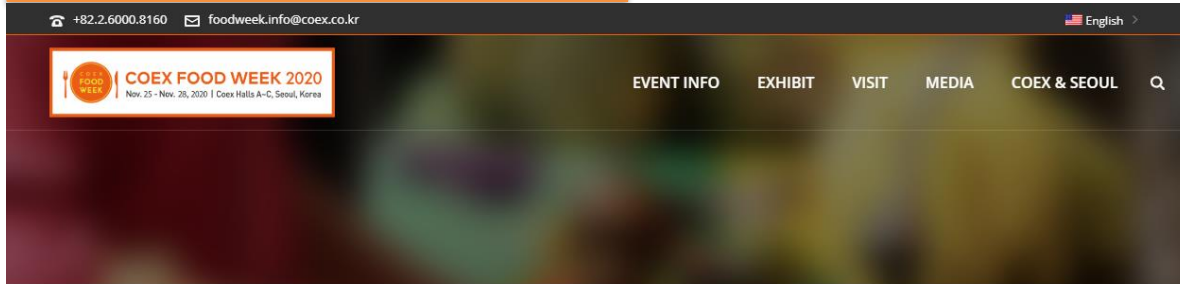 +82.2.6000.8160 foodweek.info@coex.co.kr English
COEX
FOOD
WEEK
COEX FOOD WEEK 2020
Nov. 25 - Nov. 28, 2020 | Coex Halls A~C, Seoul, Korea
EVENT INFO EXHIBIT VISIT MEDIA COEX & SEOUL